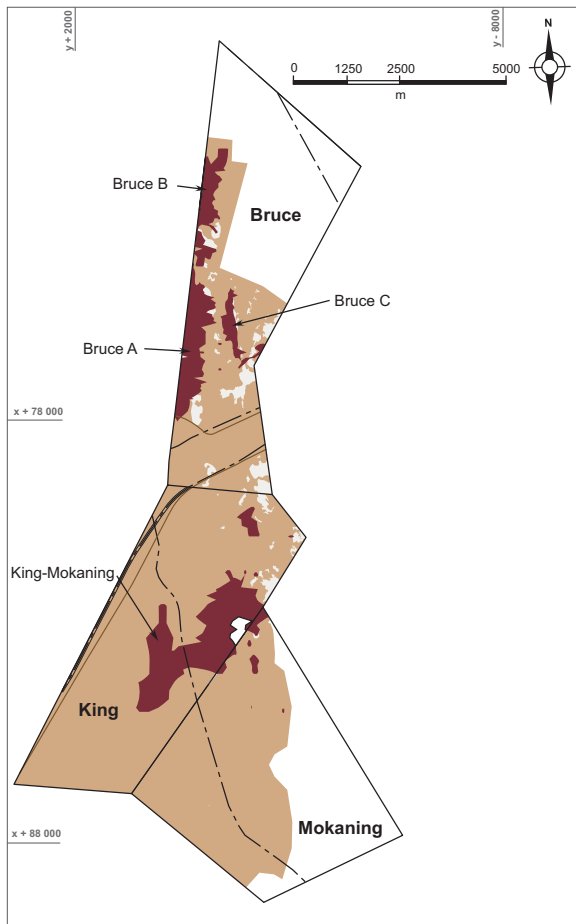 y + 2000
y - 8000
N
0 1250 2500 5000
m
Bruce B
Bruce
Bruce C
Bruce A
x + 78 000
King-Mokaning
King
Mokaning
x + 88 000